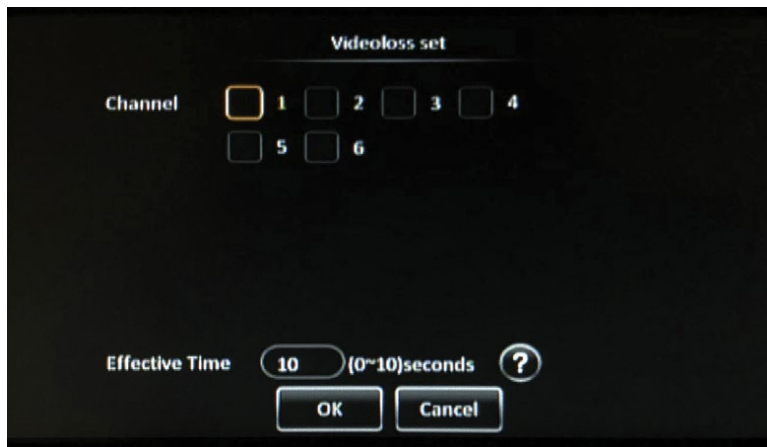 Videoloss set
Channel 1 2 3 4
5 6
Effective Time 10 (0~10)seconds ?
OK Cancel